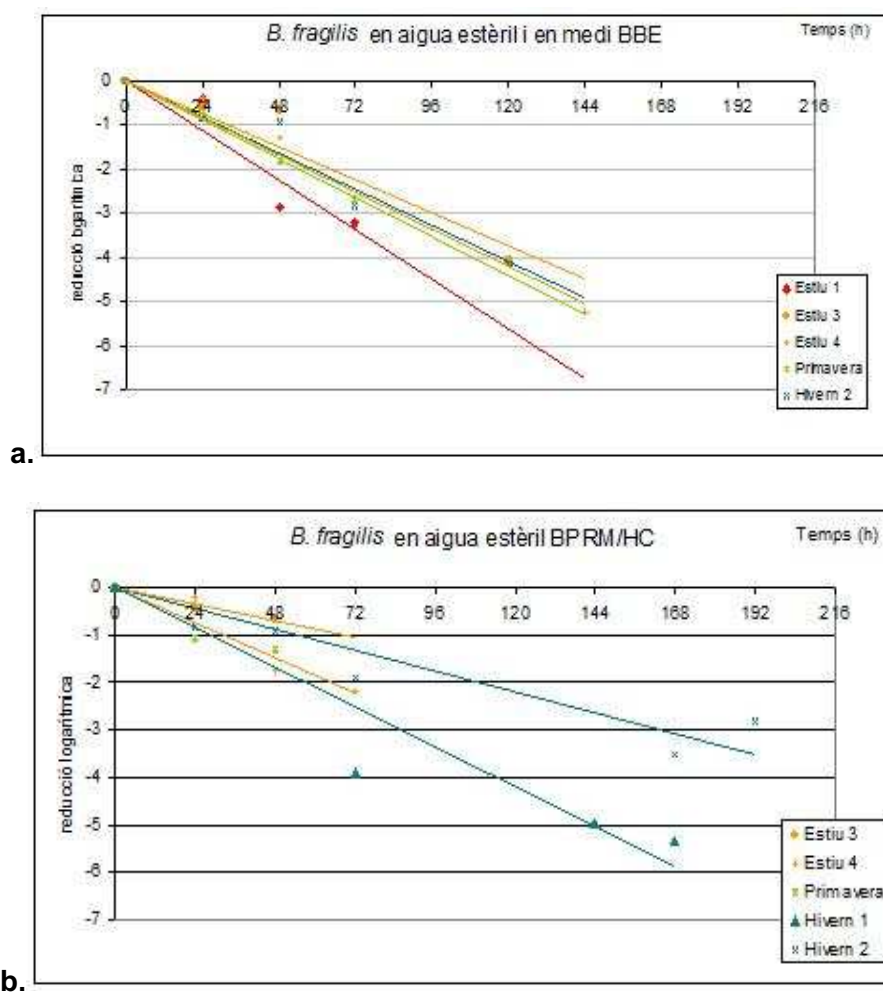 B. fragilis en aigua estèril i en medi BBE
Temps (h)
0
-1
-2
-3
-4
-5
-6
-7
0 24 48 72 96 120 144 168 192 216
reducció logarítmica
Estiu 1
Estiu 3
Estiu 4
Primavera
Hivern 2
a.
B. fragilis en aigua estèril BPRM/HC
Temps (h)
0
-1
-2
-3
-4
-5
-6
-7
0 24 48 72 96 120 144 168 192 216
reducció logarítmica
Estiu 3
Estiu 4
Primavera
Hivern 1
Hivern 2
b.